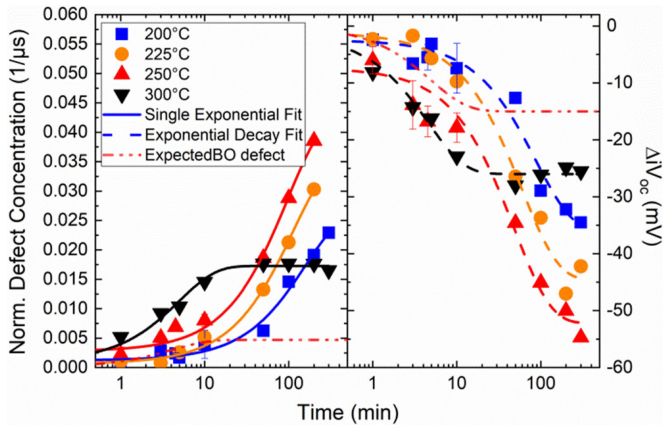 0.060
0.055
0.050
0.045
0.040
0.035
0.030
0.025
0.020
0.015
0.010
0.005
0.000
Norm. Defect Concentration (1/µs)
200°C
225°C
250°C
300°C
Single Exponential Fit
Exponential Decay Fit
ExpectedBO defect
0
-10
-20
-30
-40
-50
-60
ΔiVoc (mV)
1 10 100 1 10 100
Time (min)